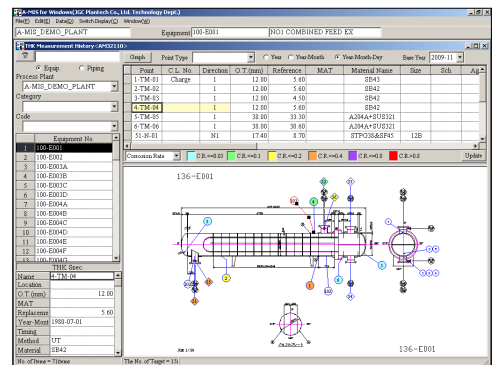 A-MIS for Windows(JGC Plantech Co., Ltd. Technology Dept.)
File(F) Edit(E) Data(D) Switch Display(C) Window(W)
A-MIS_DEMO_PLANT Equipment 100-E001 NO1 COMBINED FEED EX
THK Measurement History <AM32110>
Graph Point Type Year Year-Month Year-Month-Day Base Year 2009-11
Equip. Piping
Process Plant
A-MIS_DEMO_PLANT
Category
Code
Point C.L. No. Direction O.T (mm) Reference MAT Material Name Size Sch
1-TM-01 Charge 1 12.00 5.60 SB43
2-TM-02 1 12.00 5.60 SB42
3-TM-03 1 12.00 4.50 SB42
4-TM-04 1 12.00 5.60 SB42
5-TM-05 1 38.00 33.30 A204A+SUS321
6-TM-06 1 38.00 30.60 A204A+SUS321
51-N-01 N1 17.40 8.70 STPG38&SF45 12B
Equipment No
1 100-E001
2 100-E002
3 100-E003A
4 100-E003B
5 100-E003C
6 100-E003D
7 100-E004A
8 100-E004B
9 100-E004C
10 100-E004D
11 100-E004E
12 100-E004F
13 100-E004G
Corrosion Rate C.R.<=0.05 C.R.<=0.1 C.R.<=0.2 C.R.<=0.4 C.R.<=0.8 C.R.>0.8 Update
136-E001
THK Spec
Name 4-TM-04
Location
O.T (mm) 12.00
MAT
Replaceme 5.60
Year-Mont 1980-07-01
Timing
Method UT
Material SB42
136-E001
No. of Items = 71items
The No. of Target = 15